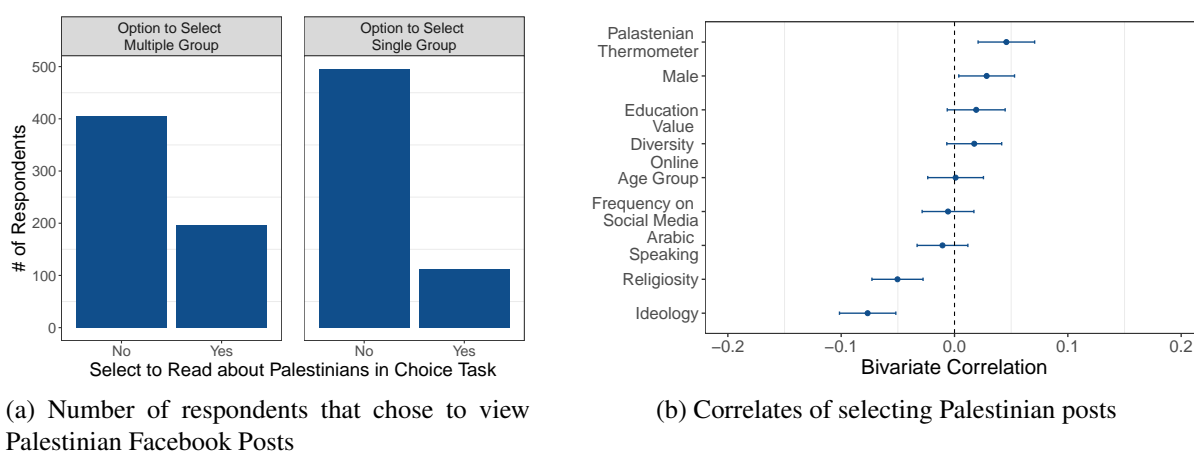 Option to Select
Multiple Group
Option to Select
Single Group
# of Respondents
500
400
300
200
100
0
No
Yes
No
Yes
Select to Read about Palestinians in Choice Task
(a) Number of respondents that chose to view
Palestinian Facebook Posts
Palastenian
Thermometer
Male
Education
Value
Diversity
Online
Age Group
Frequency on
Social Media
Arabic
Speaking
Religiosity
Ideology
−0.2
−0.1
0.0
0.1
0.2
Bivariate Correlation
(b) Correlates of selecting Palestinian posts